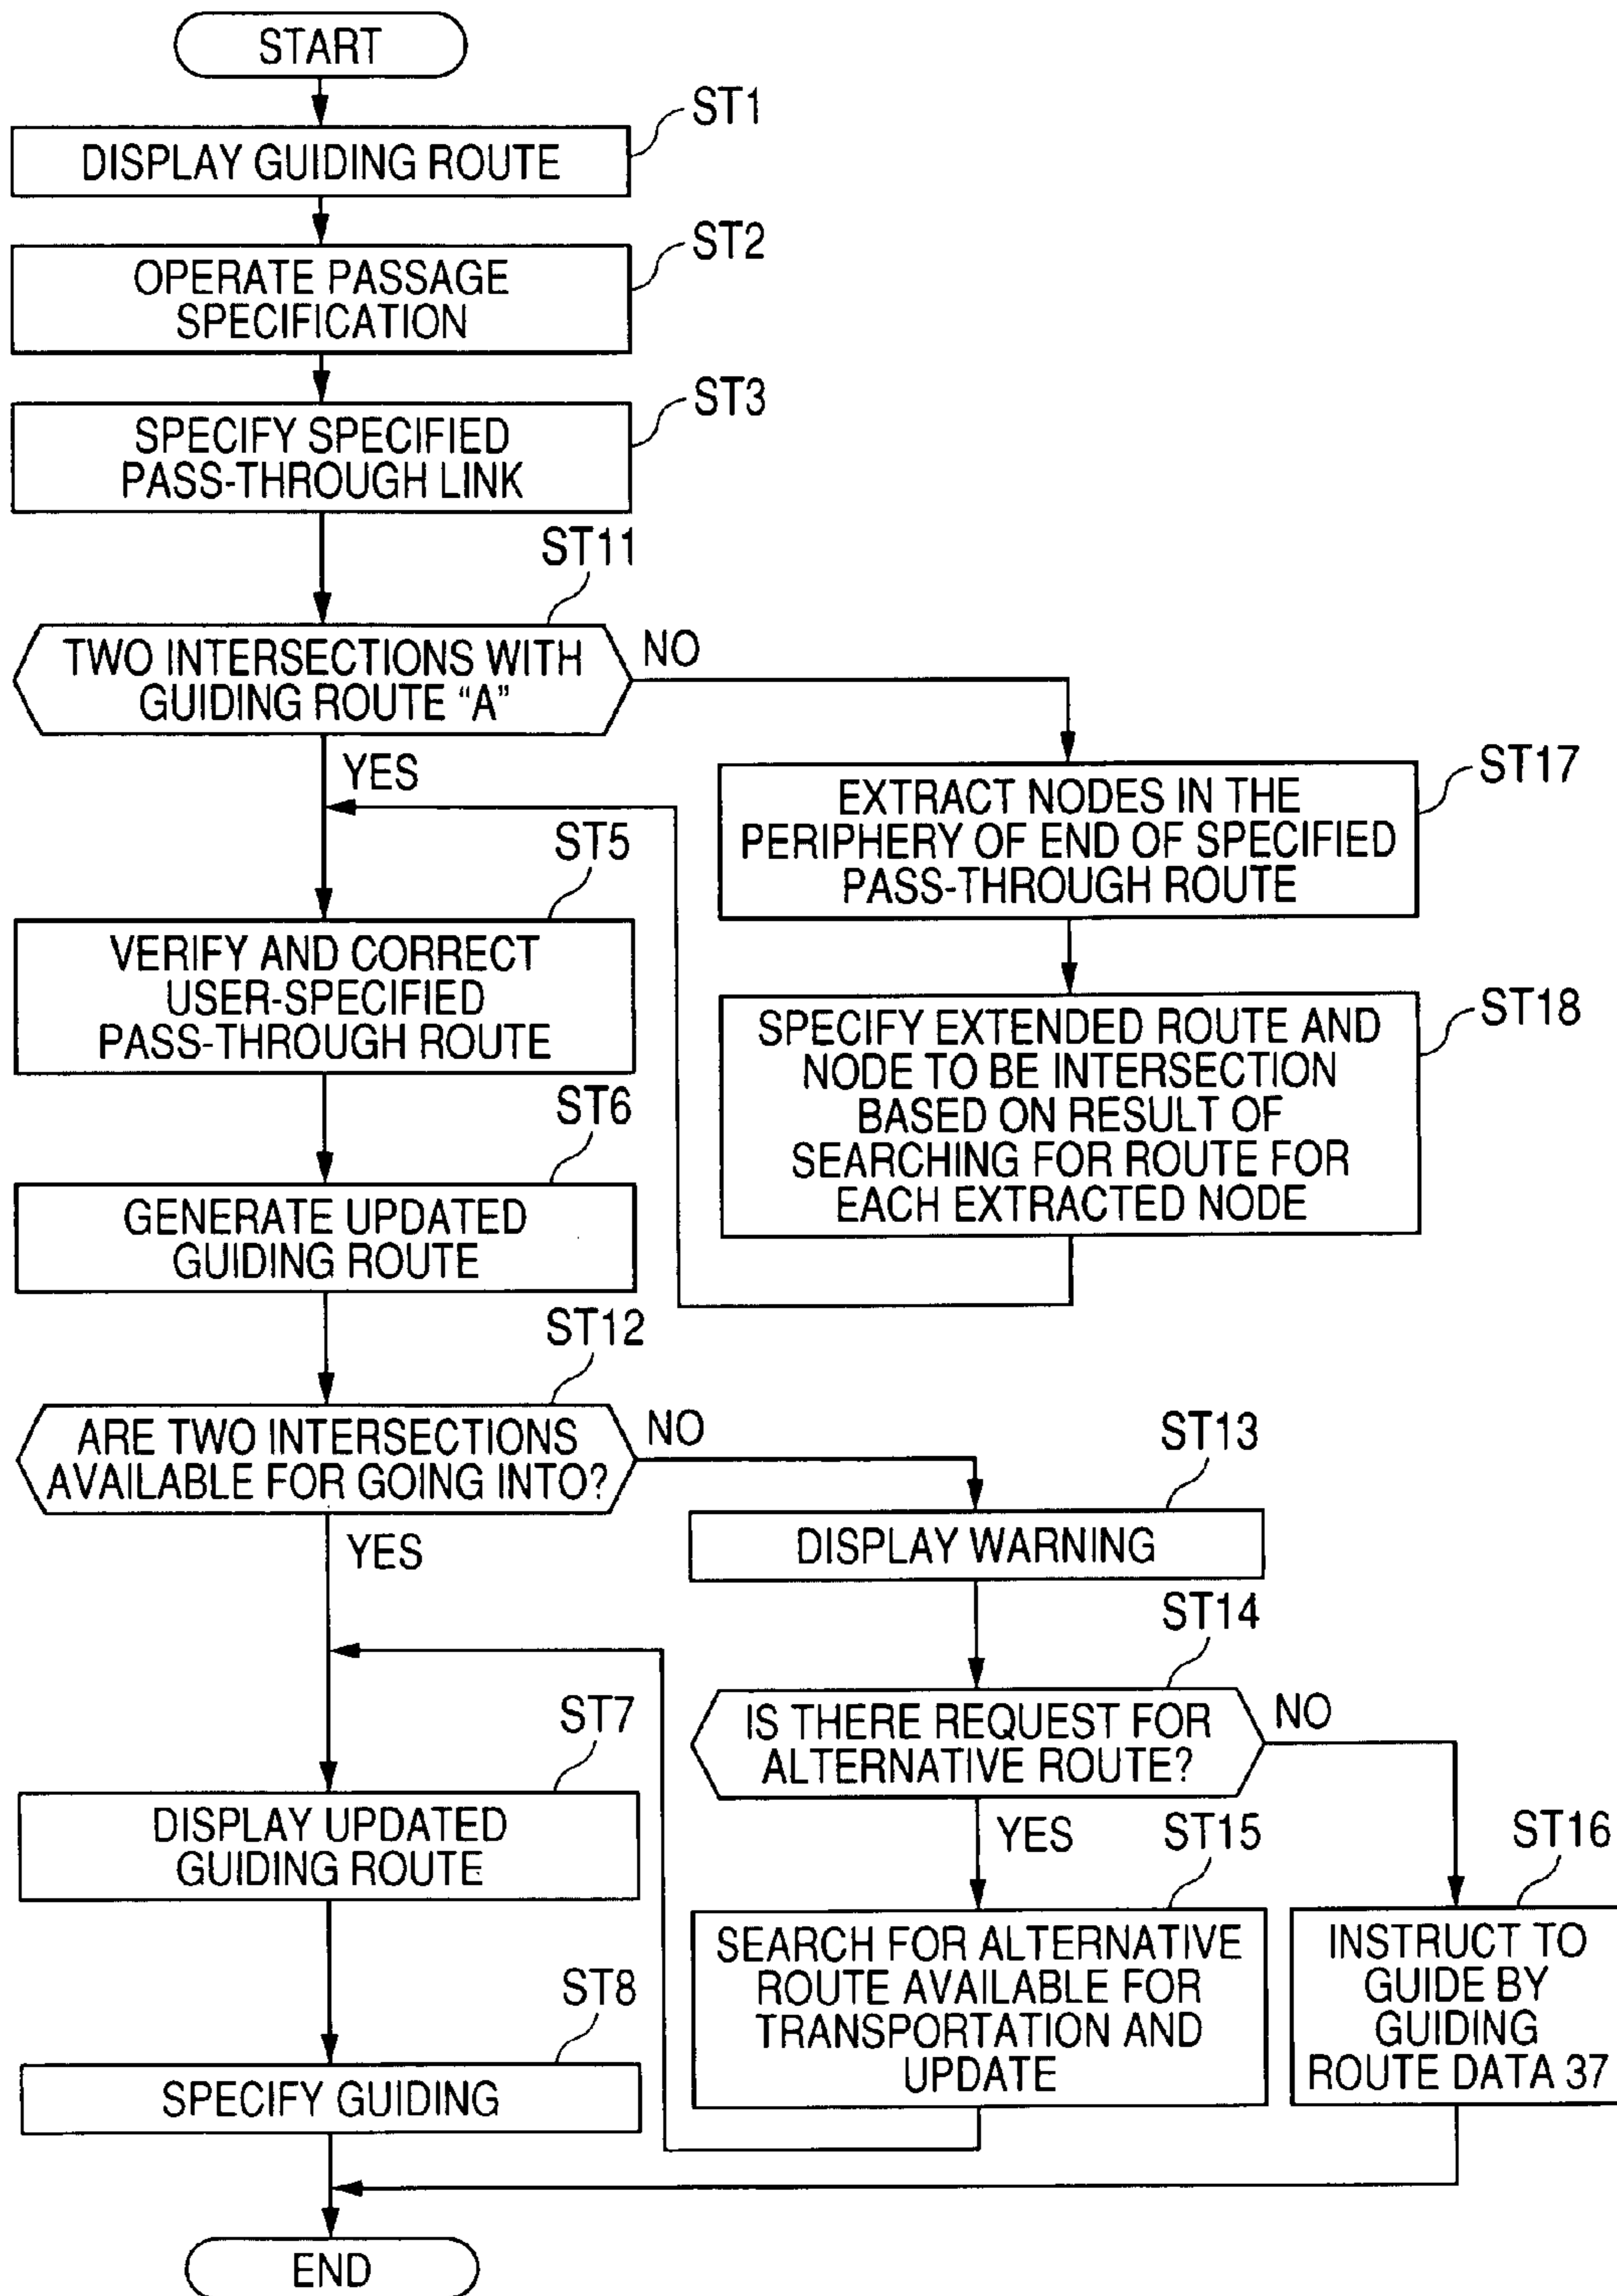 START
ST1
DISPLAY GUIDING ROUTE
ST2
OPERATE PASSAGE
SPECIFICATION
ST3
SPECIFY SPECIFIED
PASS-THROUGH LINK
ST11
TWO INTERSECTIONS WITH
GUIDING ROUTE “A”
NO
YES
ST17
EXTRACT NODES IN THE
PERIPHERY OF END OF SPECIFIED
PASS-THROUGH ROUTE
ST5
VERIFY AND CORRECT
USER-SPECIFIED
PASS-THROUGH ROUTE
ST18
SPECIFY EXTENDED ROUTE AND
NODE TO BE INTERSECTION
BASED ON RESULT OF
SEARCHING FOR ROUTE FOR
EACH EXTRACTED NODE
ST6
GENERATE UPDATED
GUIDING ROUTE
ST12
ARE TWO INTERSECTIONS
AVAILABLE FOR GOING INTO?
NO
YES
ST13
DISPLAY WARNING
ST14
IS THERE REQUEST FOR
ALTERNATIVE ROUTE?
NO
YES
ST7
DISPLAY UPDATED
GUIDING ROUTE
ST15
SEARCH FOR ALTERNATIVE
ROUTE AVAILABLE FOR
TRANSPORTATION AND
UPDATE
ST16
INSTRUCT TO
GUIDE BY
GUIDING
ROUTE DATA 37
ST8
SPECIFY GUIDING
END